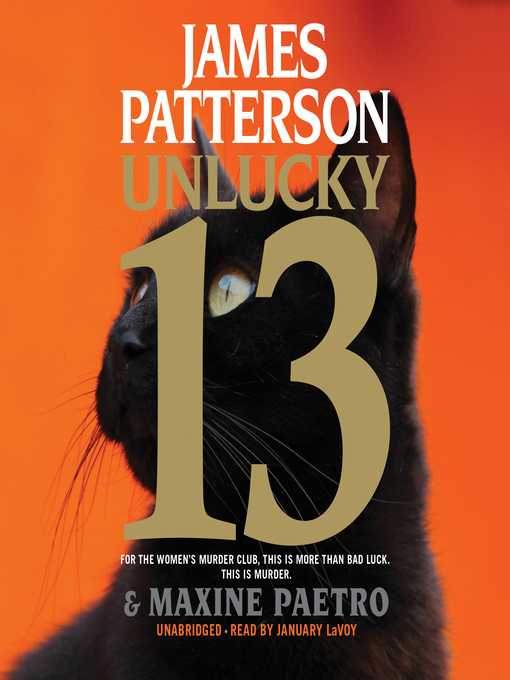 JAMES
PATTERSON
UNLUCKY
13
FOR THE WOMEN'S MURDER CLUB, THIS IS MORE THAN BAD LUCK.
THIS IS MURDER.
& MAXINE PAETRO
UNABRIDGED • READ BY JANUARY LaVOY